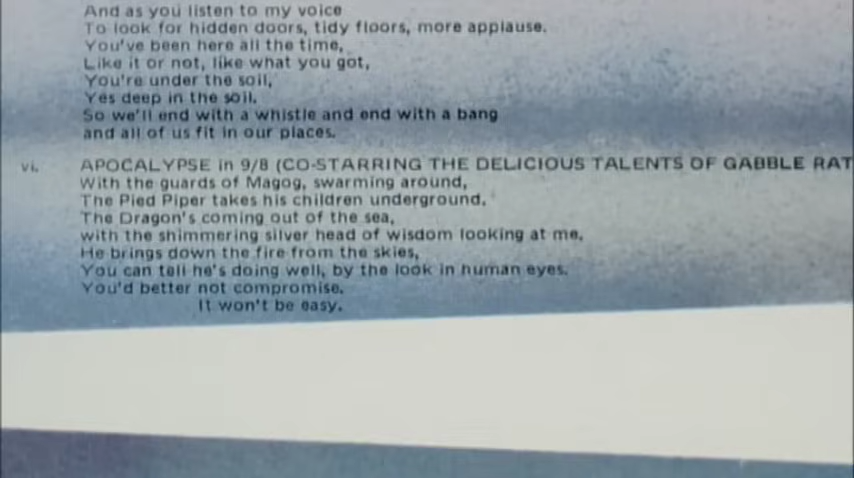 And as you listen to my voice
To look for hidden doors, tidy floors, more applause.
You've been here all the time,
Like it or not, like what you got,
You're under the soil,
Yes deep in the soil.
So we'll end with a whistle and end with a bang
and all of us fit in our places.
vi. APOCALYPSE in 9/8 (CO-STARRING THE DELICIOUS TALENTS OF GABBLE RAT
With the guards of Magog, swarming around,
The Pied Piper takes his children underground.
The Dragon's coming out of the sea,
with the shimmering silver head of wisdom looking at me.
He brings down the fire from the skies,
You can tell he's doing well, by the look in human eyes.
You'd better not compromise.
It won't be easy.